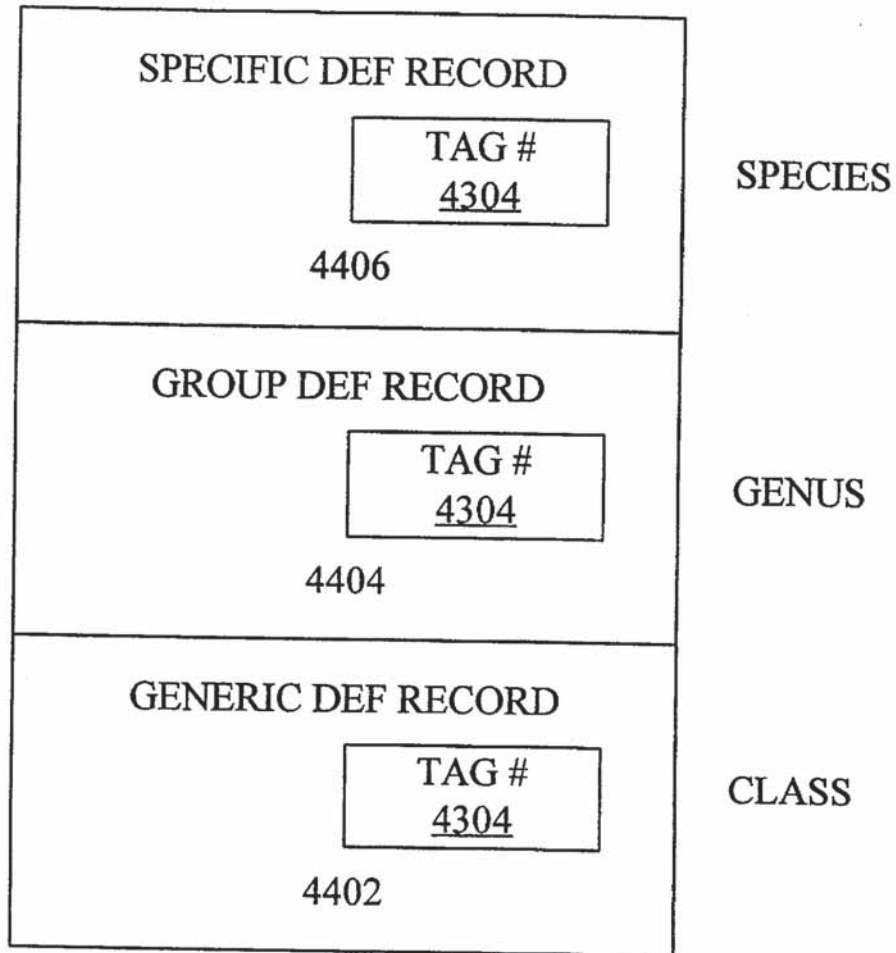 SPECIFIC DEF RECORD
TAG #
4304
SPECIES
4406
GROUP DEF RECORD
TAG #
4304
GENUS
4404
GENERIC DEF RECORD
TAG #
4304
CLASS
4402